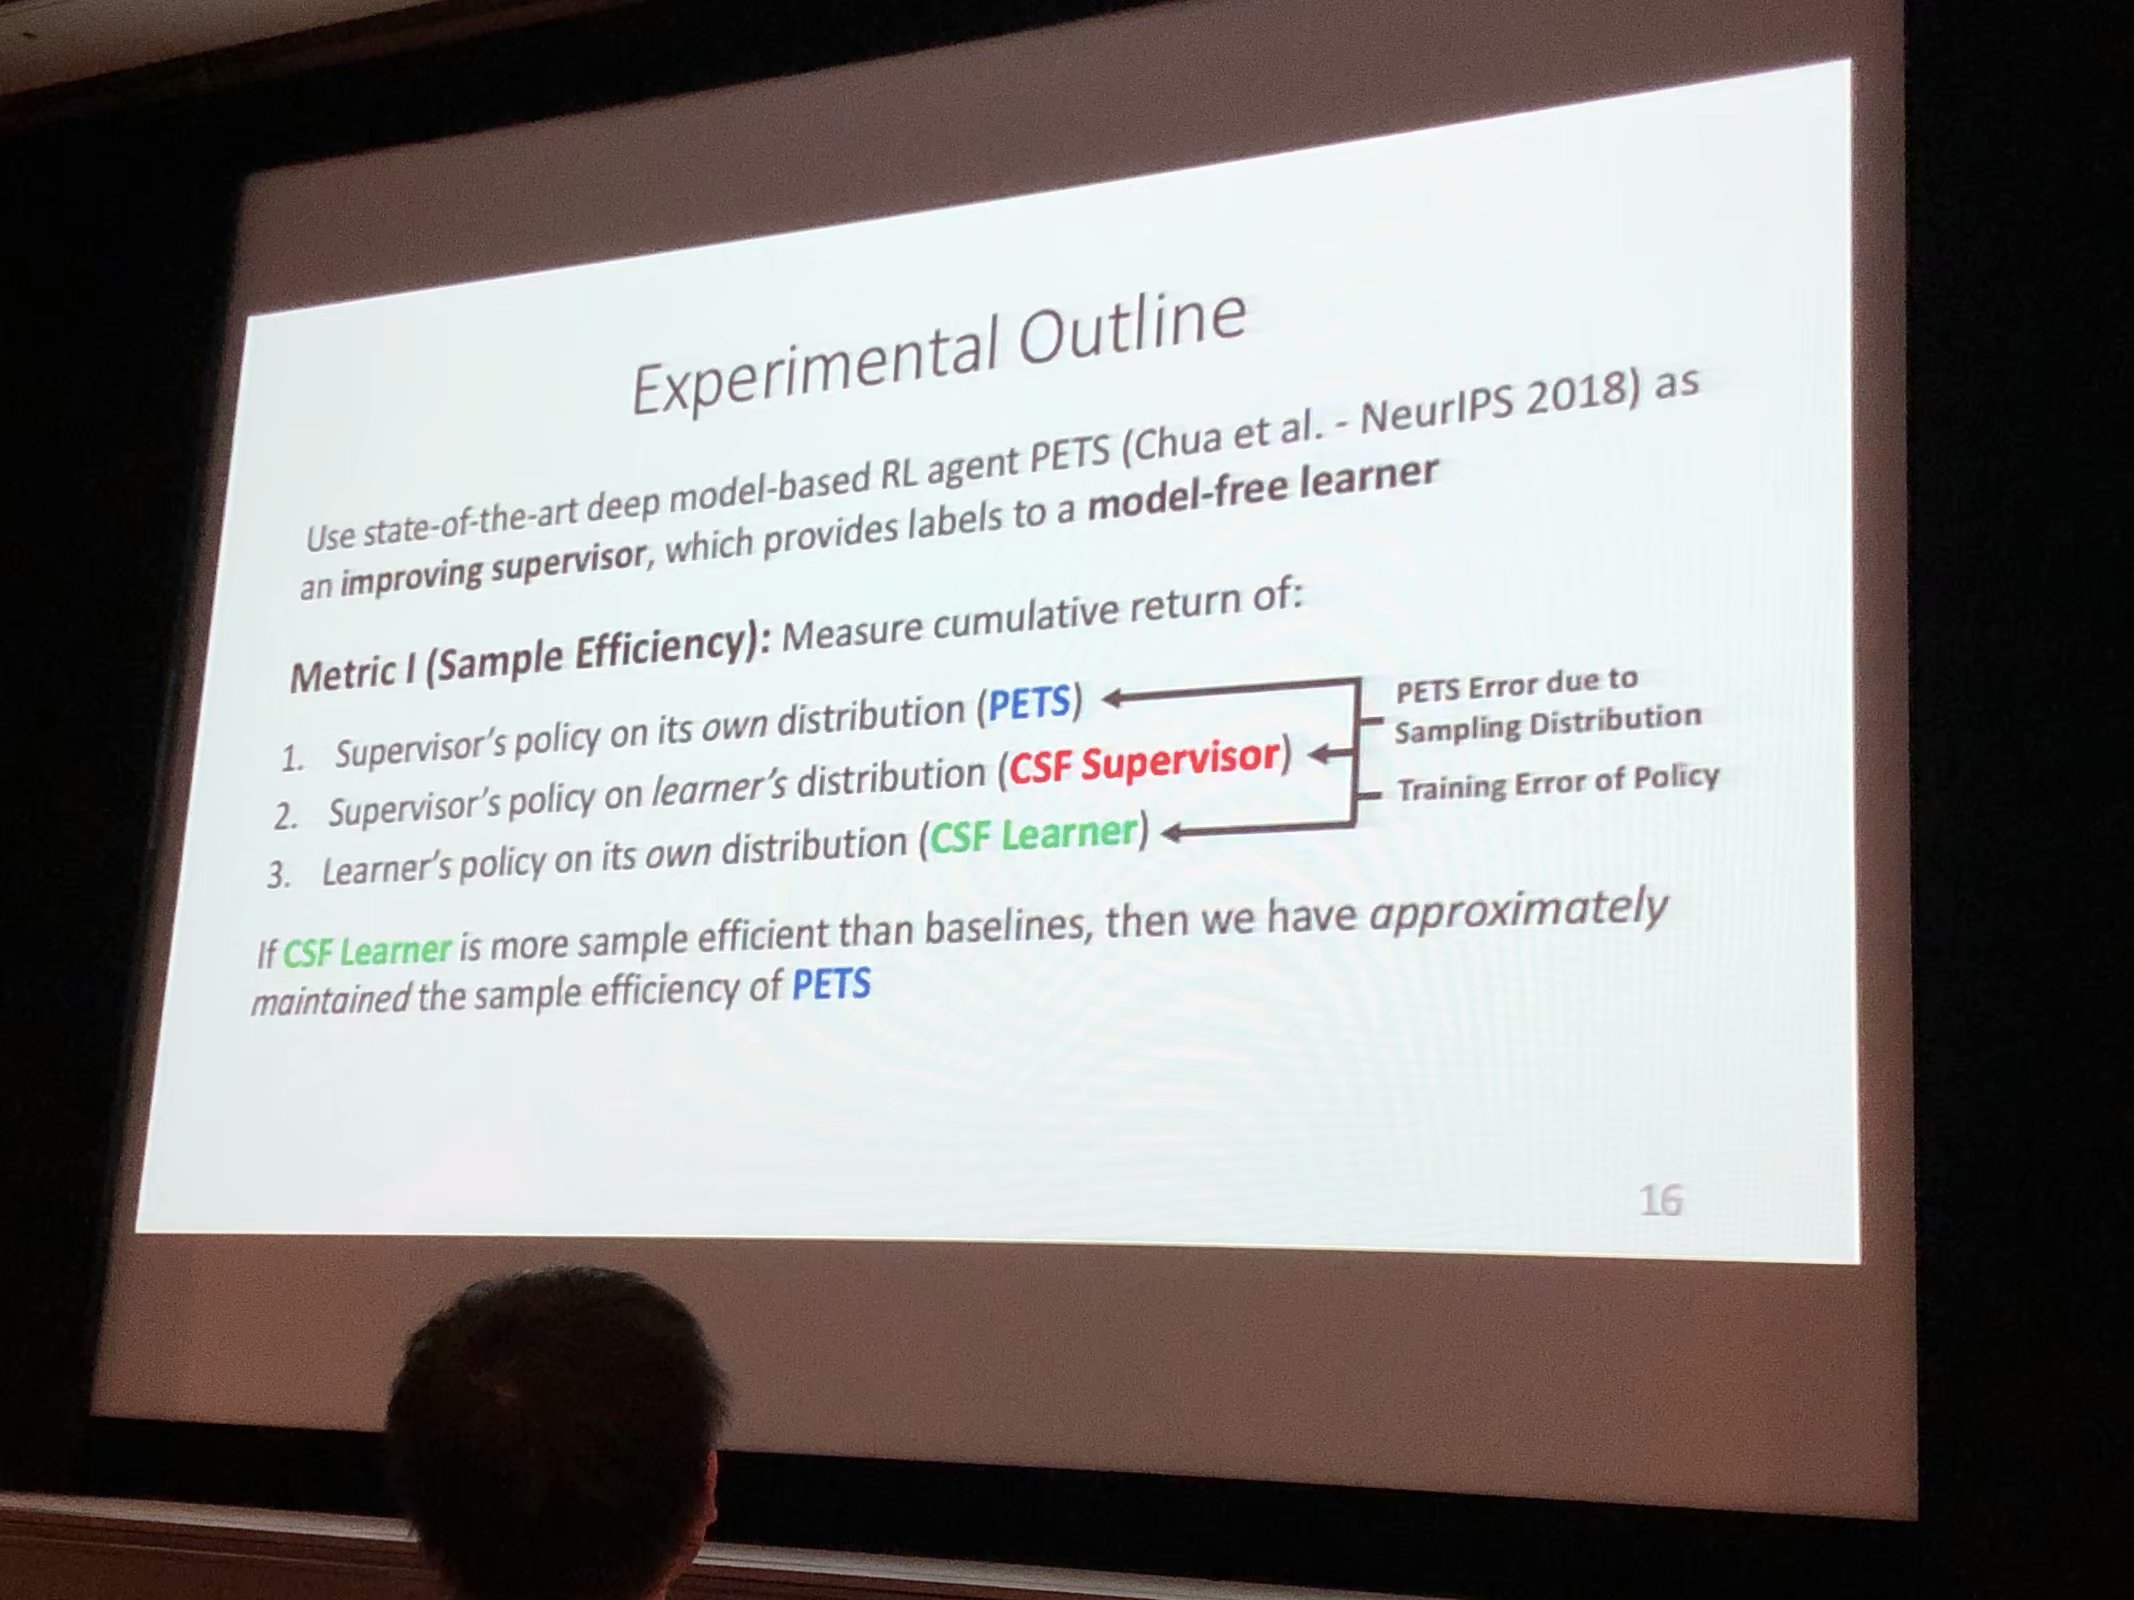 Experimental Outline
Use state-of-the-art deep model-based RL agent PETS (Chua et al. - NeurIPS 2018) as
an improving supervisor, which provides labels to a model-free learner
Metric I (Sample Efficiency): Measure cumulative return of:
1. Supervisor's policy on its own distribution (PETS)
2. Supervisor's policy on learner's distribution (CSF Supervisor)
3. Learner's policy on its own distribution (CSF Learner)
PETS Error due to
Sampling Distribution
Training Error of Policy
If CSF Learner is more sample efficient than baselines, then we have approximately
maintained the sample efficiency of PETS
16